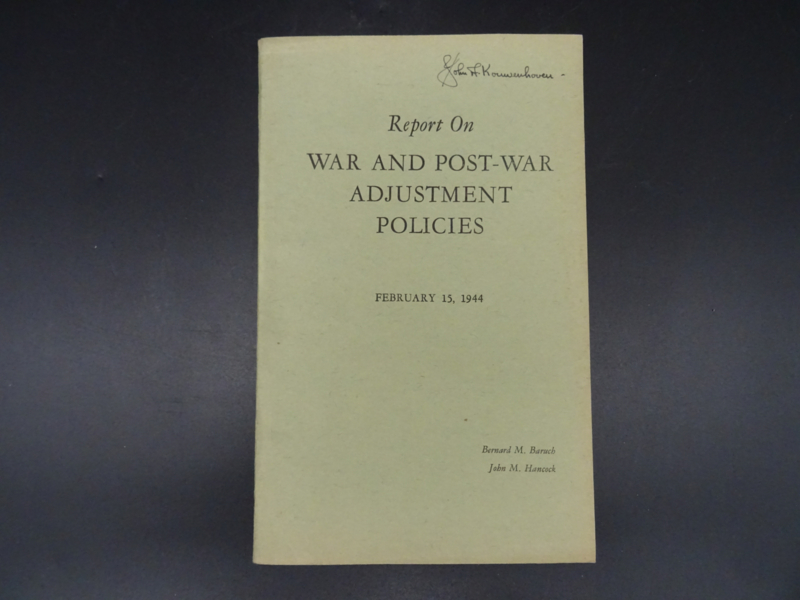 John A. Kouwenhoven -
Report On
WAR AND POST-WAR
ADJUSTMENT
POLICIES
FEBRUARY 15, 1944
Bernard M. Baruch
John M. Hancock